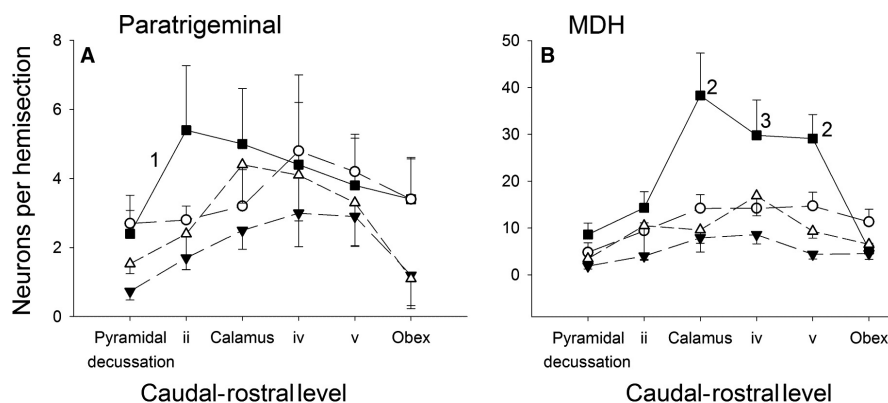 Paratrigeminal
MDH
A
B
Neurons per hemisection
8
6
4
2
0
1
50
40
30
20
10
0
2
3
2
Pyramidal decussation
ii
Calamus
iv
v
Obex
Pyramidal decussation
ii
Calamus
iv
v
Obex
Caudal-rostral level
Caudal-rostral level